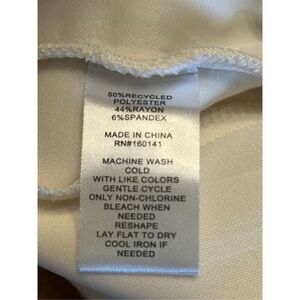 50%RECYCLED
POLYESTER
44%RAYON
6%SPANDEX
MADE IN CHINA
RN#160141
MACHINE WASH
COLD
WITH LIKE COLORS
GENTLE CYCLE
ONLY NON-CHLORINE
BLEACH WHEN
NEEDED
RESHAPE
LAY FLAT TO DRY
COOL IRON IF
NEEDED